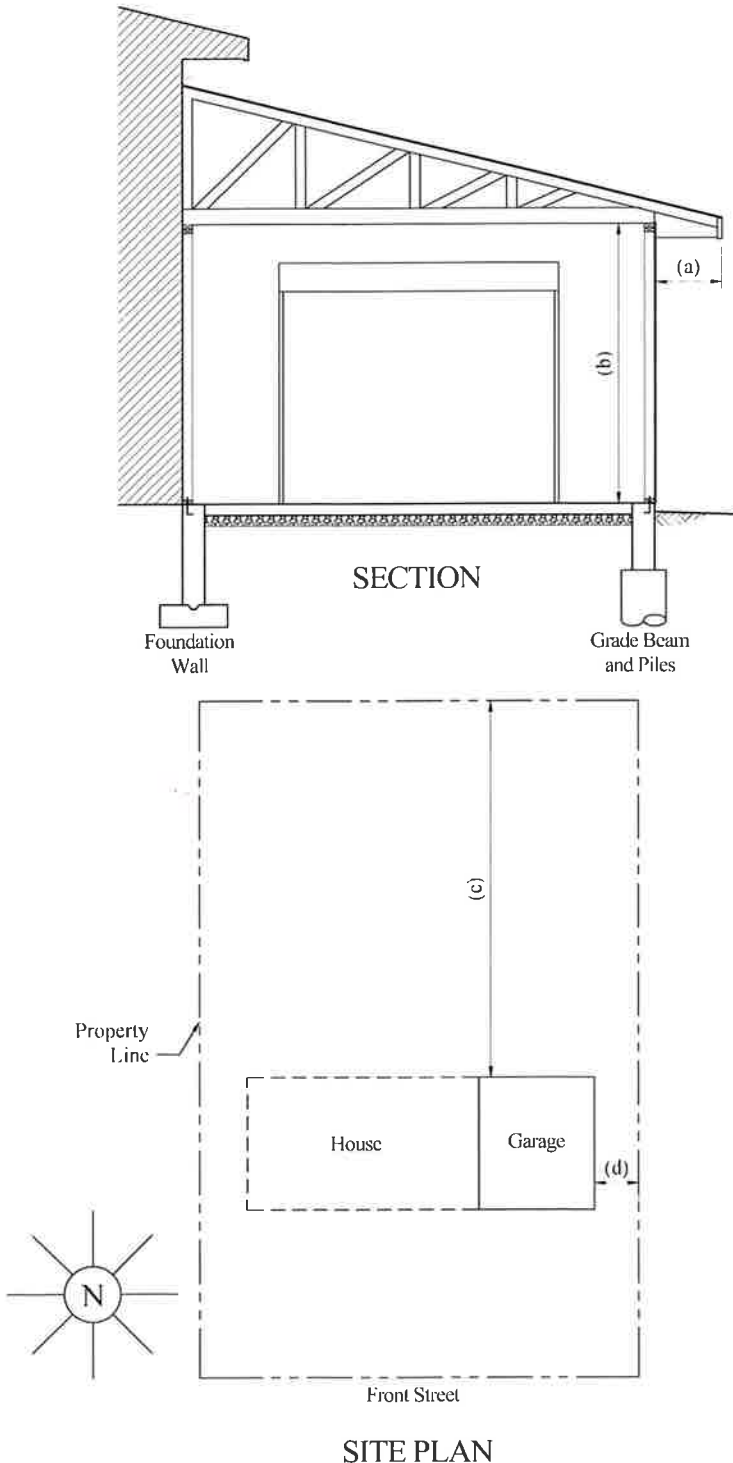 (a)
(b)
SECTION
Foundation
Wall
Grade Beam
and Piles
(c)
Property
Line
House
Garage
(d)
N
Front Street
SITE PLAN